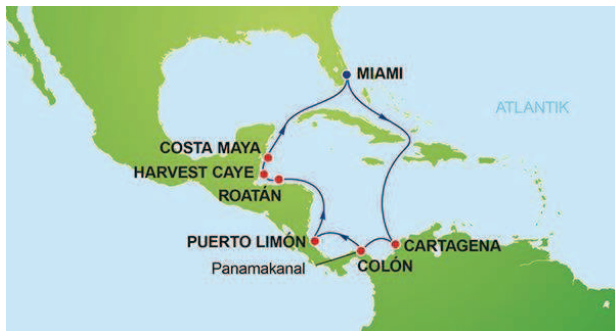 MIAMI
ATLANTIK
COSTA MAYA
HARVEST CAYE
ROATÁN
PUERTO LIMÓN
CARTAGENA
Panamakanal
COLÓN